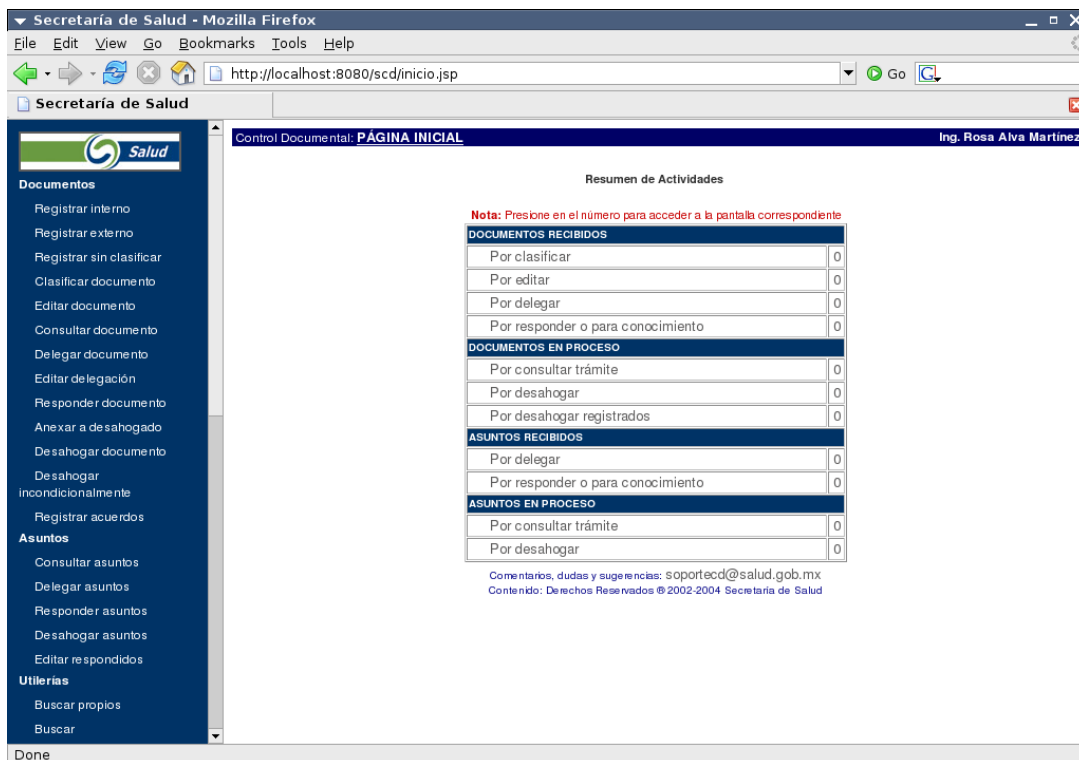 Secretaría de Salud - Mozilla Firefox
File Edit View Go Bookmarks Tools Help
http://localhost:8080/scd/inicio.jsp Go G
Secretaría de Salud
Salud
Documentos
Registrar interno
Registrar externo
Registrar sin clasificar
Clasificar documento
Editar documento
Consultar documento
Delegar documento
Editar delegación
Responder documento
Anexar a desahogado
Desahogar documento
Desahogar
incondicionalmente
Registrar acuerdos
Asuntos
Consultar asuntos
Delegar asuntos
Responder asuntos
Desahogar asuntos
Editar respondidos
Utilerías
Buscar propios
Buscar
Control Documental: PÁGINA INICIAL Ing. Rosa Alva Martínez
Resumen de Actividades
Nota: Presione en el número para acceder a la pantalla correspondiente
DOCUMENTOS RECIBIDOS
Por clasificar 0
Por editar 0
Por delegar 0
Por responder o para conocimiento 0
DOCUMENTOS EN PROCESO
Por consultar trámite 0
Por desahogar 0
Por desahogar registrados 0
ASUNTOS RECIBIDOS
Por delegar 0
Por responder o para conocimiento 0
ASUNTOS EN PROCESO
Por consultar trámite 0
Por desahogar 0
Comentarios, dudas y sugerencias: soportecd@salud.gob.mx
Contenido: Derechos Reservados ® 2002-2004 Secretaría de Salud
Done